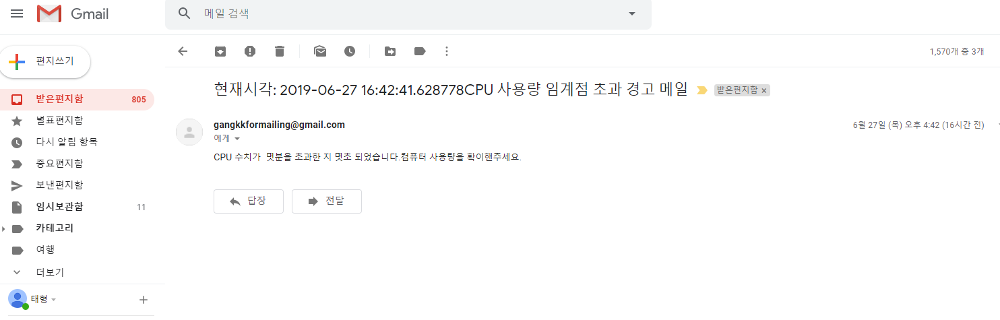 Gmail
메일 검색
편지쓰기
1,570개 중 3개
현재시각: 2019-06-27 16:42:41.628778CPU 사용량 임계점 초과 경고 메일
받은편지함 ×
받은편지함 805
별표편지함
다시 알림 항목
중요편지함
보낸편지함
임시보관함 11
카테고리
여행
더보기
태형
gangkkformailing@gmail.com
6월 27일 (목) 오후 4:42 (16시간 전)
에게
CPU 수치가  몃분을 초과한 지 몃초 되었습니다.컴퓨터 사용량을 확이핸주세요.
답장
전달